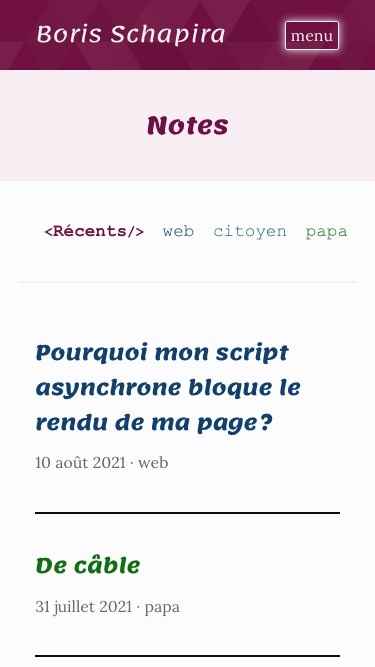 Boris Schapira
menu
Notes
<Récents/> web citoyen papa
Pourquoi mon script
asynchrone bloque le
rendu de ma page?
10 août 2021 · web
De câble
31 juillet 2021 · papa